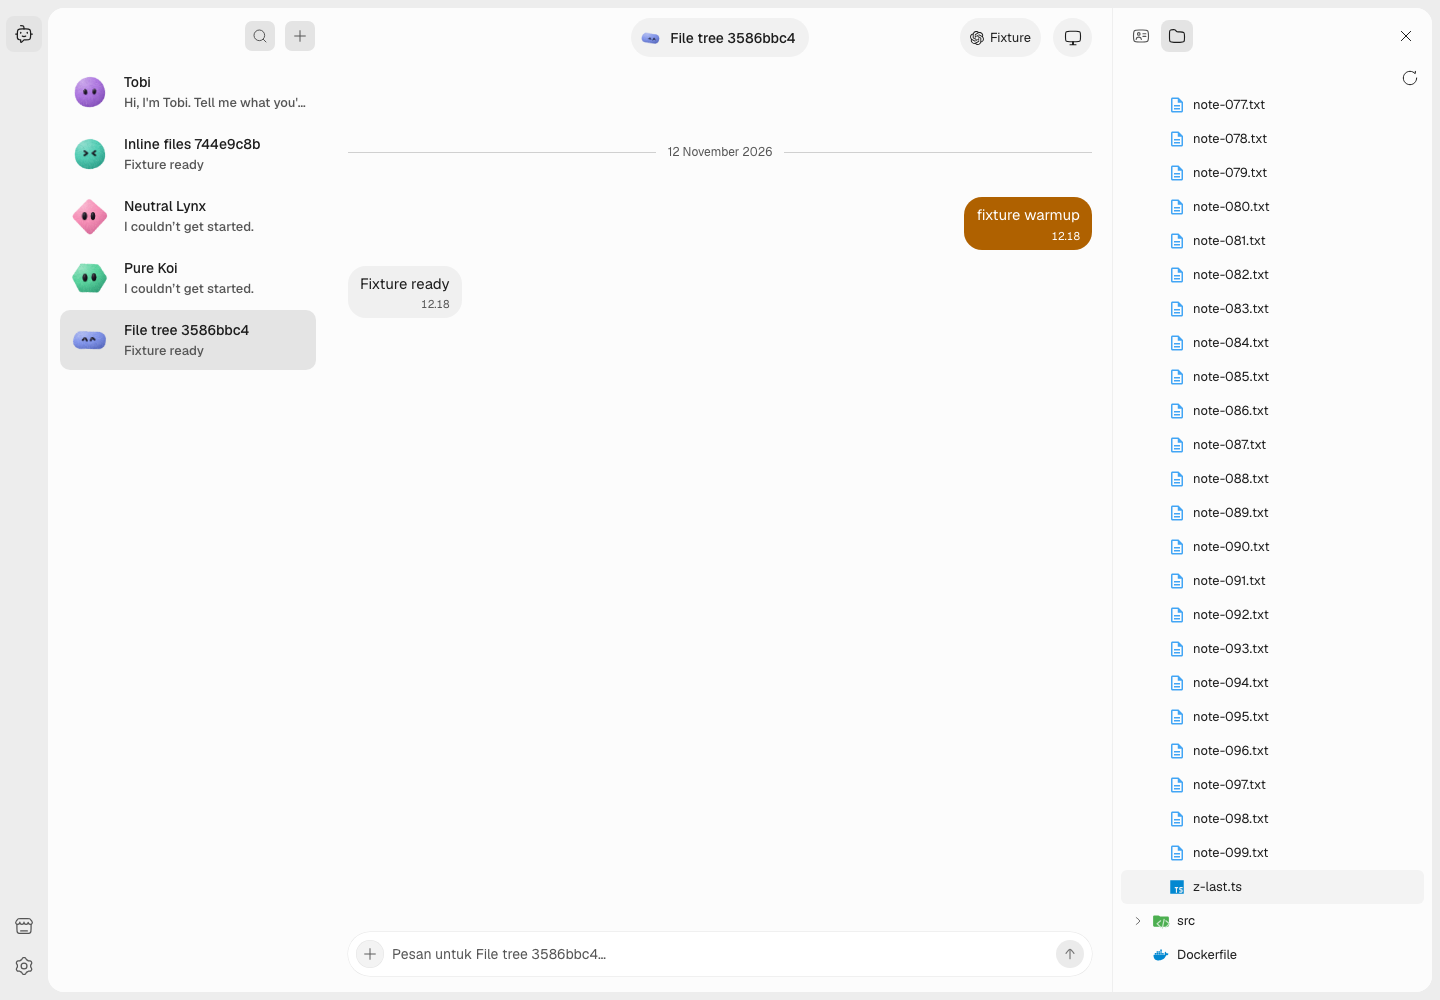 Tobi
Hi, I'm Tobi. Tell me what you'...
Inline files 744e9c8b
Fixture ready
Neutral Lynx
I couldn't get started.
Pure Koi
I couldn't get started.
File tree 3586bbc4
Fixture ready
File tree 3586bbc4
Fixture
12 November 2026
fixture warmup
12.18
Fixture ready
12.18
Pesan untuk File tree 3586bbc4...
note-077.txt
note-078.txt
note-079.txt
note-080.txt
note-081.txt
note-082.txt
note-083.txt
note-084.txt
note-085.txt
note-086.txt
note-087.txt
note-088.txt
note-089.txt
note-090.txt
note-091.txt
note-092.txt
note-093.txt
note-094.txt
note-095.txt
note-096.txt
note-097.txt
note-098.txt
note-099.txt
TS z-last.ts
src
Dockerfile